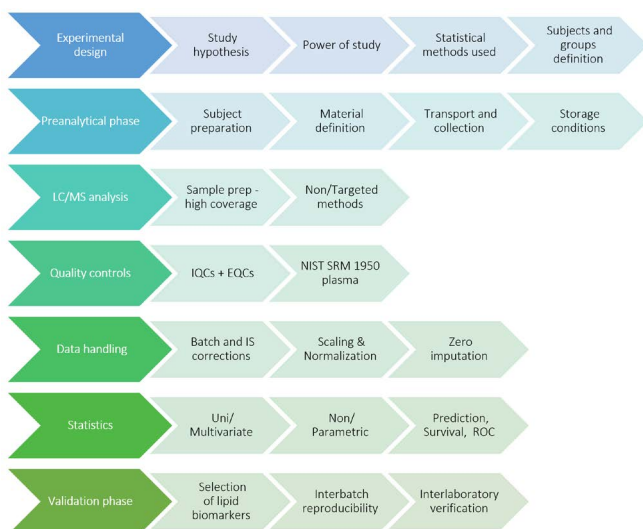 Experimental
design
Study
hypothesis
Power of study
Statistical
methods used
Subjects and
groups
definition
Preanalytical phase
Subject
preparation
Material
definition
Transport and
collection
Storage
conditions
LC/MS analysis
Sample prep -
high coverage
Non/Targeted
methods
Quality controls
IQCs + EQCs
NIST SRM 1950
plasma
Data handling
Batch and IS
corrections
Scaling &
Normalization
Zero
imputation
Statistics
Uni/
Multivariate
Non/
Parametric
Prediction,
Survival, ROC
Validation phase
Selection
of lipid
biomarkers
Interbatch
reproducibility
Interlaboratory
verification